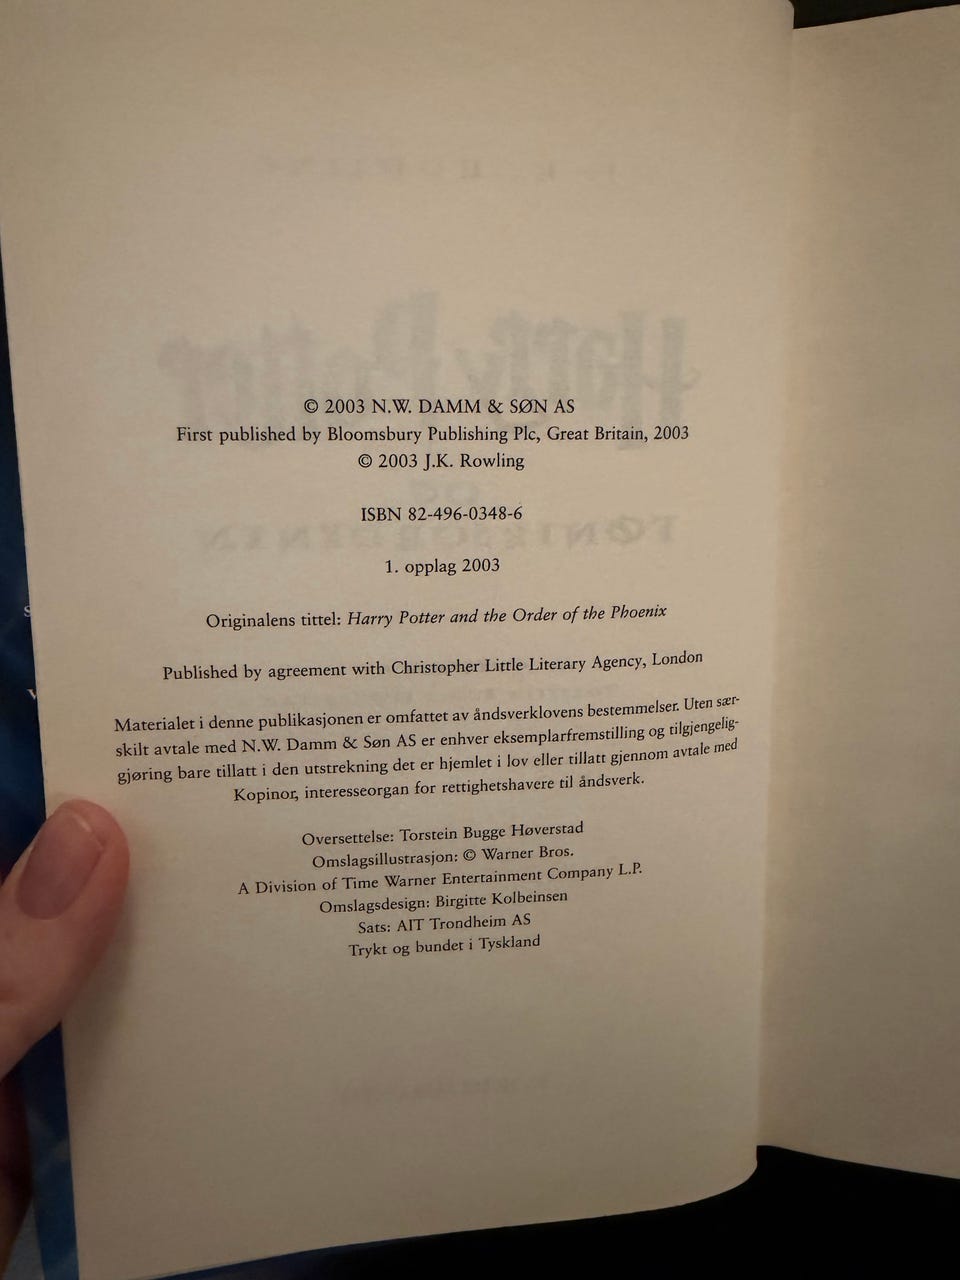 © 2003 N.W. DAMM & SØN AS
First published by Bloomsbury Publishing Plc, Great Britain, 2003
© 2003 J.K. Rowling
ISBN 82-496-0348-6
1. opplag 2003
Originalens tittel: Harry Potter and the Order of the Phoenix
Published by agreement with Christopher Little Literary Agency, London
Materialet i denne publikasjonen er omfattet av åndsverklovens bestemmelser. Uten sær-
skilt avtale med N.W. Damm & Søn AS er enhver eksemplarfremstilling og tilgjengelig-
gjøring bare tillatt i den utstrekning det er hjemlet i lov eller tillatt gjennom avtale med
Kopinor, interesseorgan for rettighetshavere til åndsverk.
Oversettelse: Torstein Bugge Høverstad
Omslagsillustrasjon: © Warner Bros.
A Division of Time Warner Entertainment Company L.P.
Omslagsdesign: Birgitte Kolbeinsen
Sats: AIT Trondheim AS
Trykt og bundet i Tyskland